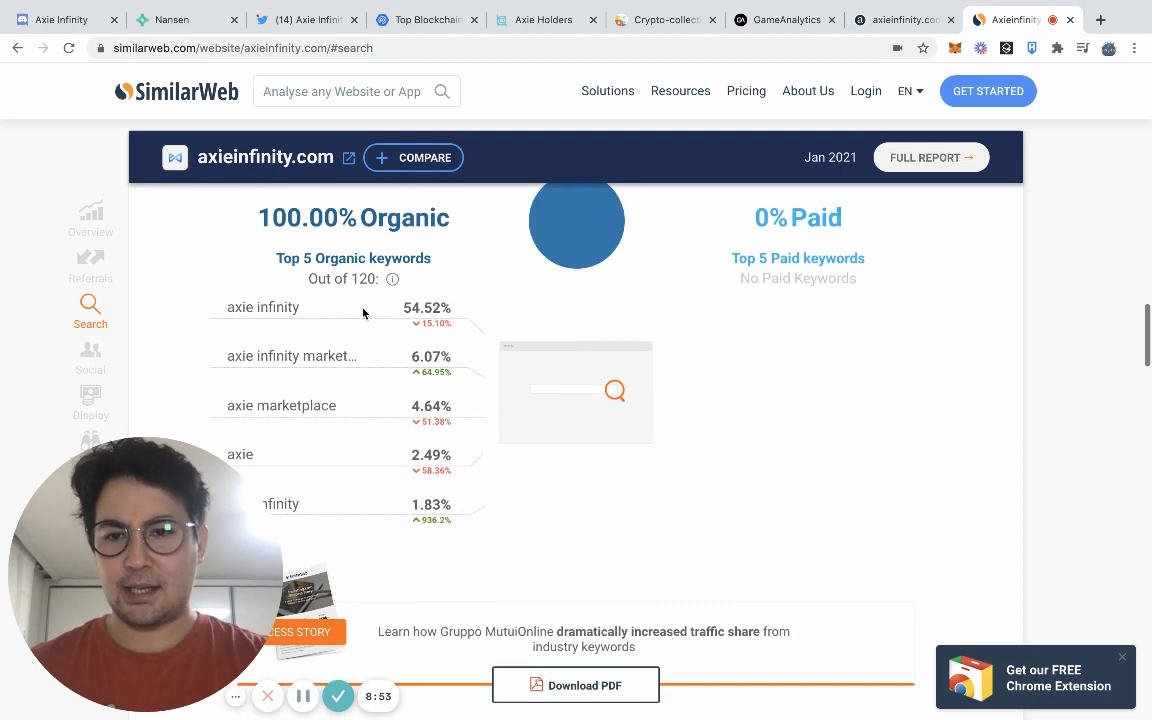 Axie Infinity
Nansen
(14) Axie Infini
Top Blockchain
Axie Holders
Crypto-collecti
GameAnalytics
axieinfinity.co
Axieinfinity
similarweb.com/website/axieinfinity.com/#search
SimilarWeb
Analyse any Website or App
Solutions
Resources
Pricing
About Us
Login
EN
GET STARTED
axieinfinity.com
+ COMPARE
Jan 2021
FULL REPORT →
Overview
Referrals
Search
Social
Display
100.00% Organic
0% Paid
Top 5 Organic keywords
Out of 120:
Top 5 Paid keywords
No Paid Keywords
axie infinity 54.52%
15.10%
axie infinity market... 6.07%
64.95%
axie marketplace 4.64%
51.38%
axie 2.49%
58.36%
nfinity 1.83%
936.2%
CESS STORY
Learn how Gruppo MutuiOnline dramatically increased traffic share from
industry keywords
Download PDF
Get our FREE
Chrome Extension
8:53